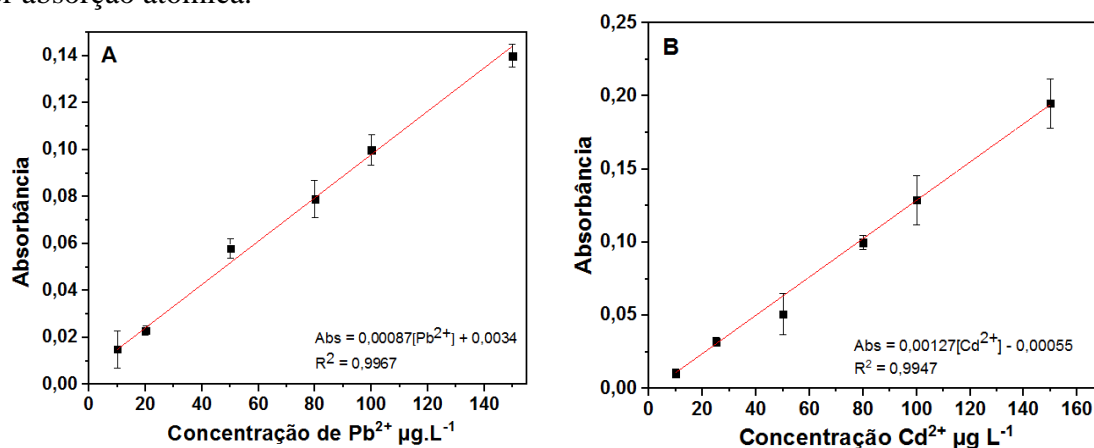 absorção atômica.
A
0,14
0,12
0,10
0,08
0,06
0,04
0,02
0,00
Absorbância
Abs = 0,00087[Pb²⁺] + 0,0034
R² = 0,9967
0 20 40 60 80 100 120 140
Concentração de Pb²⁺ µg.L⁻¹
B
0,25
0,20
0,15
0,10
0,05
0,00
Absorbância
Abs = 0,00127[Cd²⁺] - 0,00055
R² = 0,9947
0 20 40 60 80 100 120 140 160
Concentração Cd²⁺ µg L⁻¹